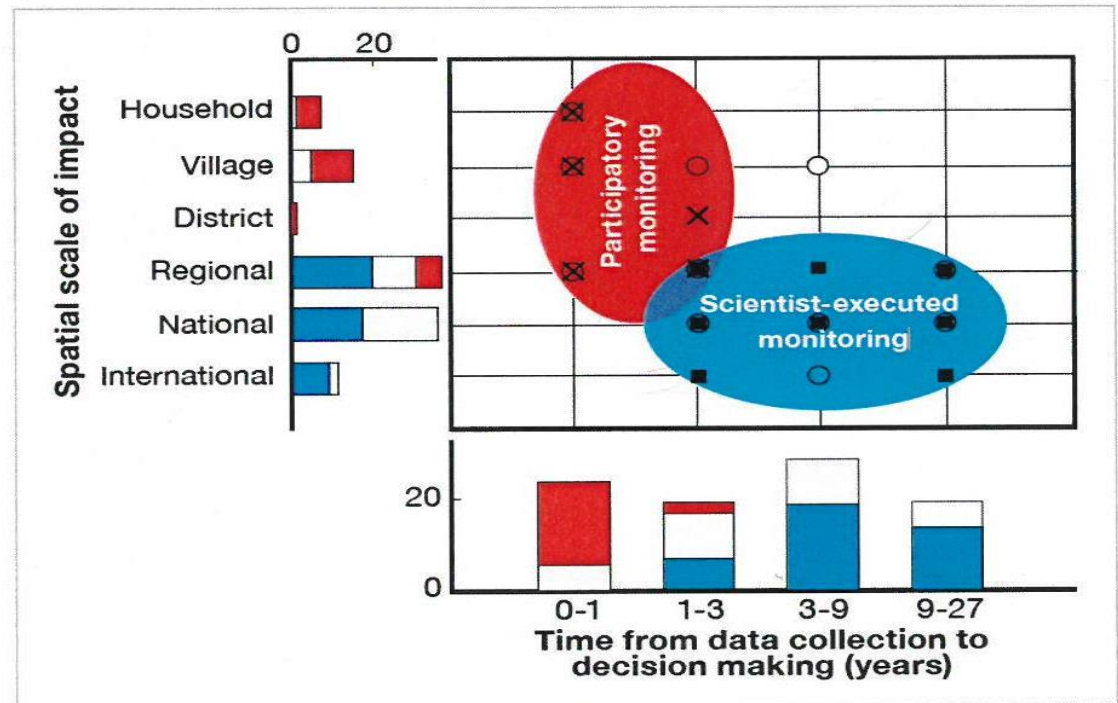 0 20
Spatial scale of impact
Household
Village
District
Regional
National
International
Participatory
monitoring
Scientist-executed
monitoring
20
0
0-1 1-3 3-9 9-27
Time from data collection to
decision making (years)